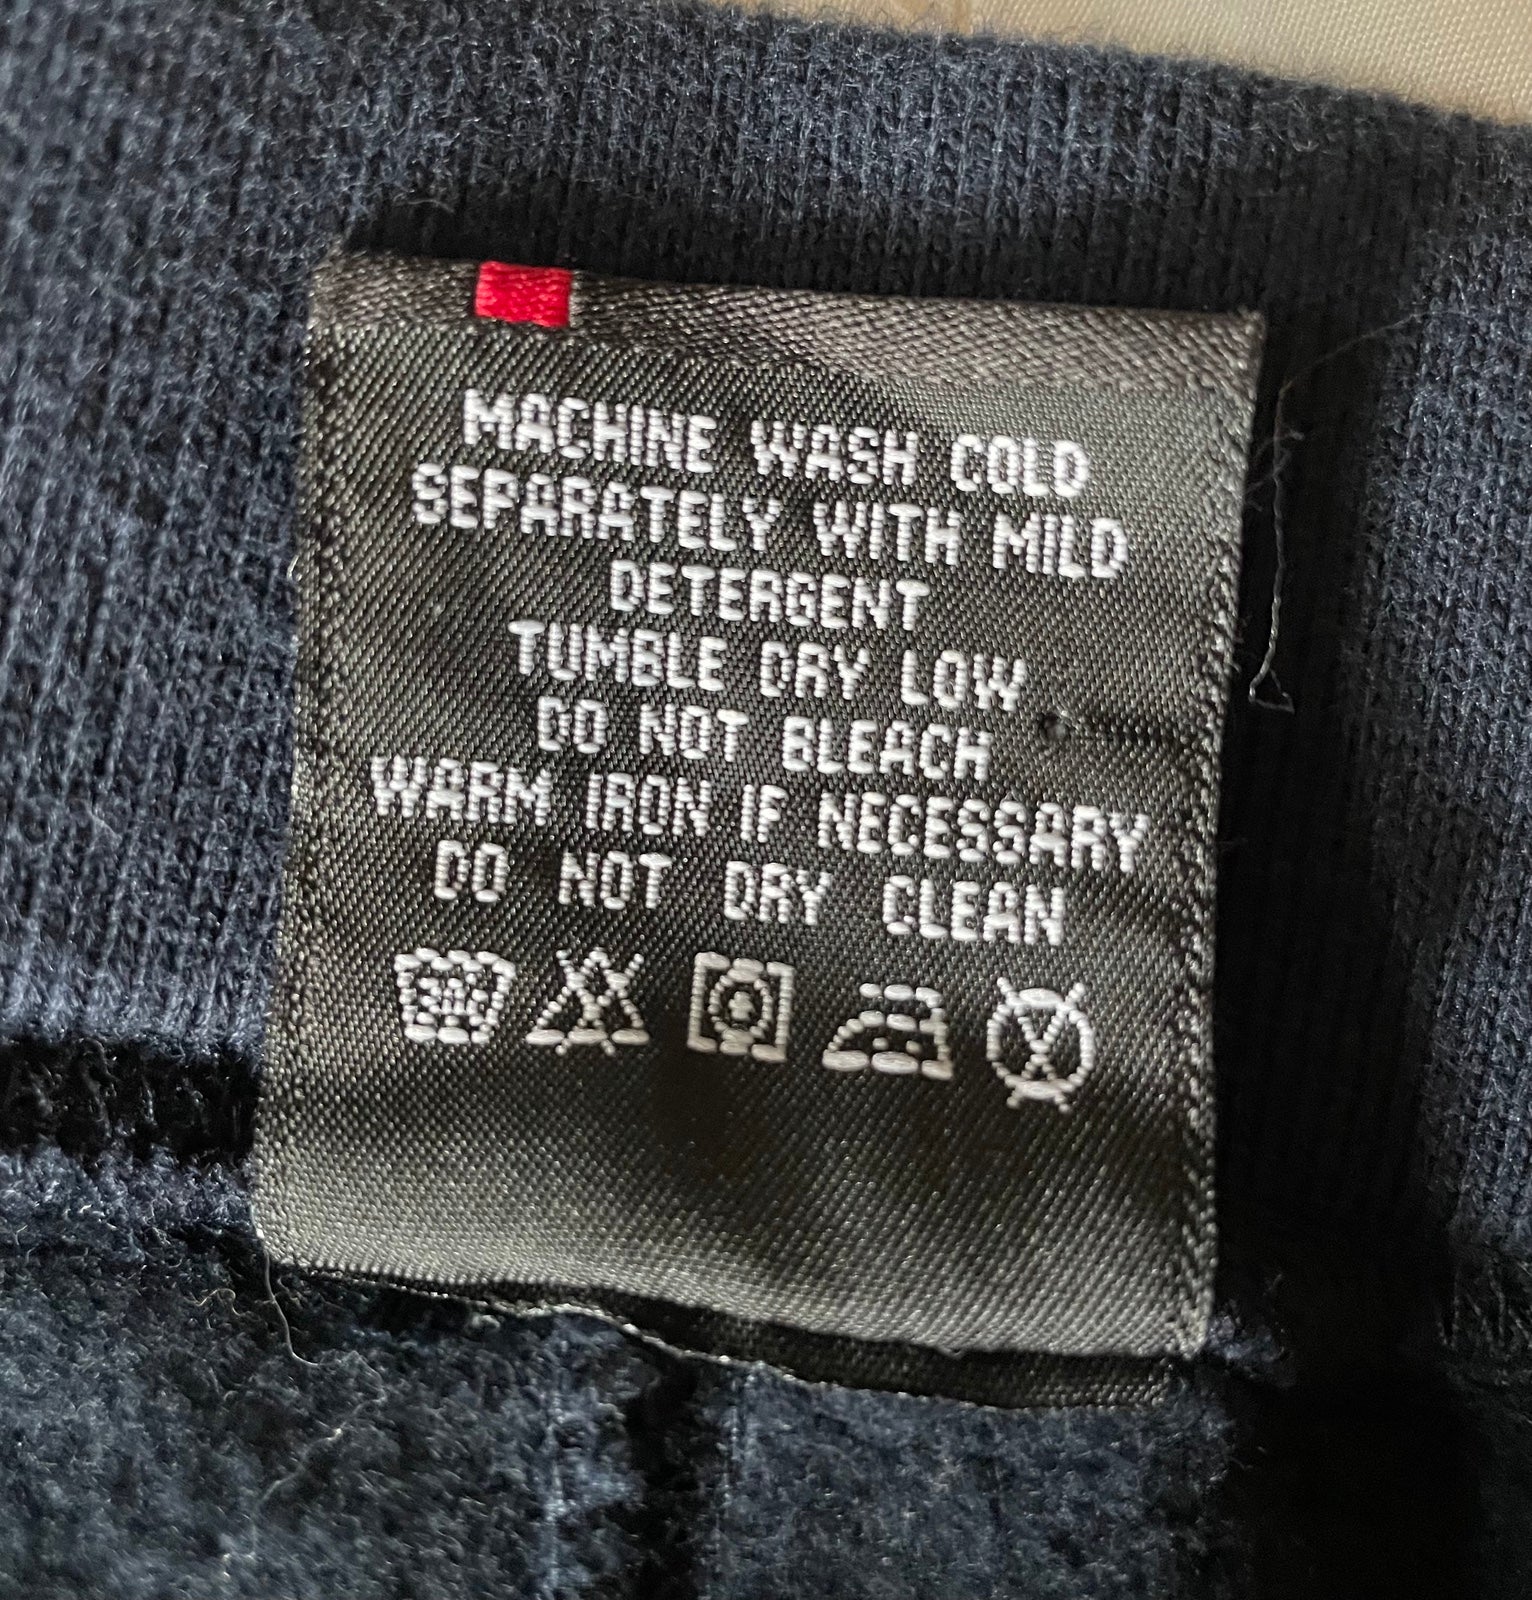 MACHINE WASH COLD
SEPARATELY WITH MILD
DETERGENT
TUMBLE DRY LOW
DO NOT BLEACH
WARM IRON IF NECESSARY
DO NOT DRY CLEAN